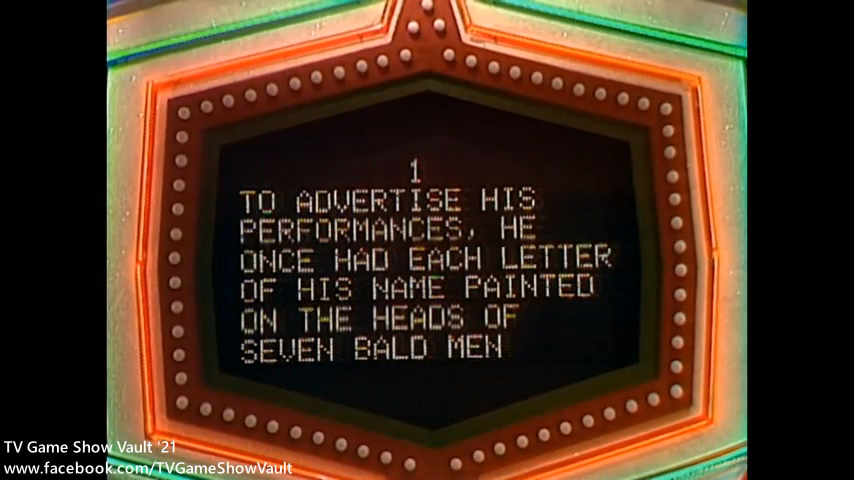 1
TO ADVERTISE HIS
PERFORMANCES, HE
ONCE HAD EACH LETTER
OF HIS NAME PAINTED
ON THE HEADS OF
SEVEN BALD MEN
TV Game Show Vault '21
www.facebook.com/TVGameShowVault